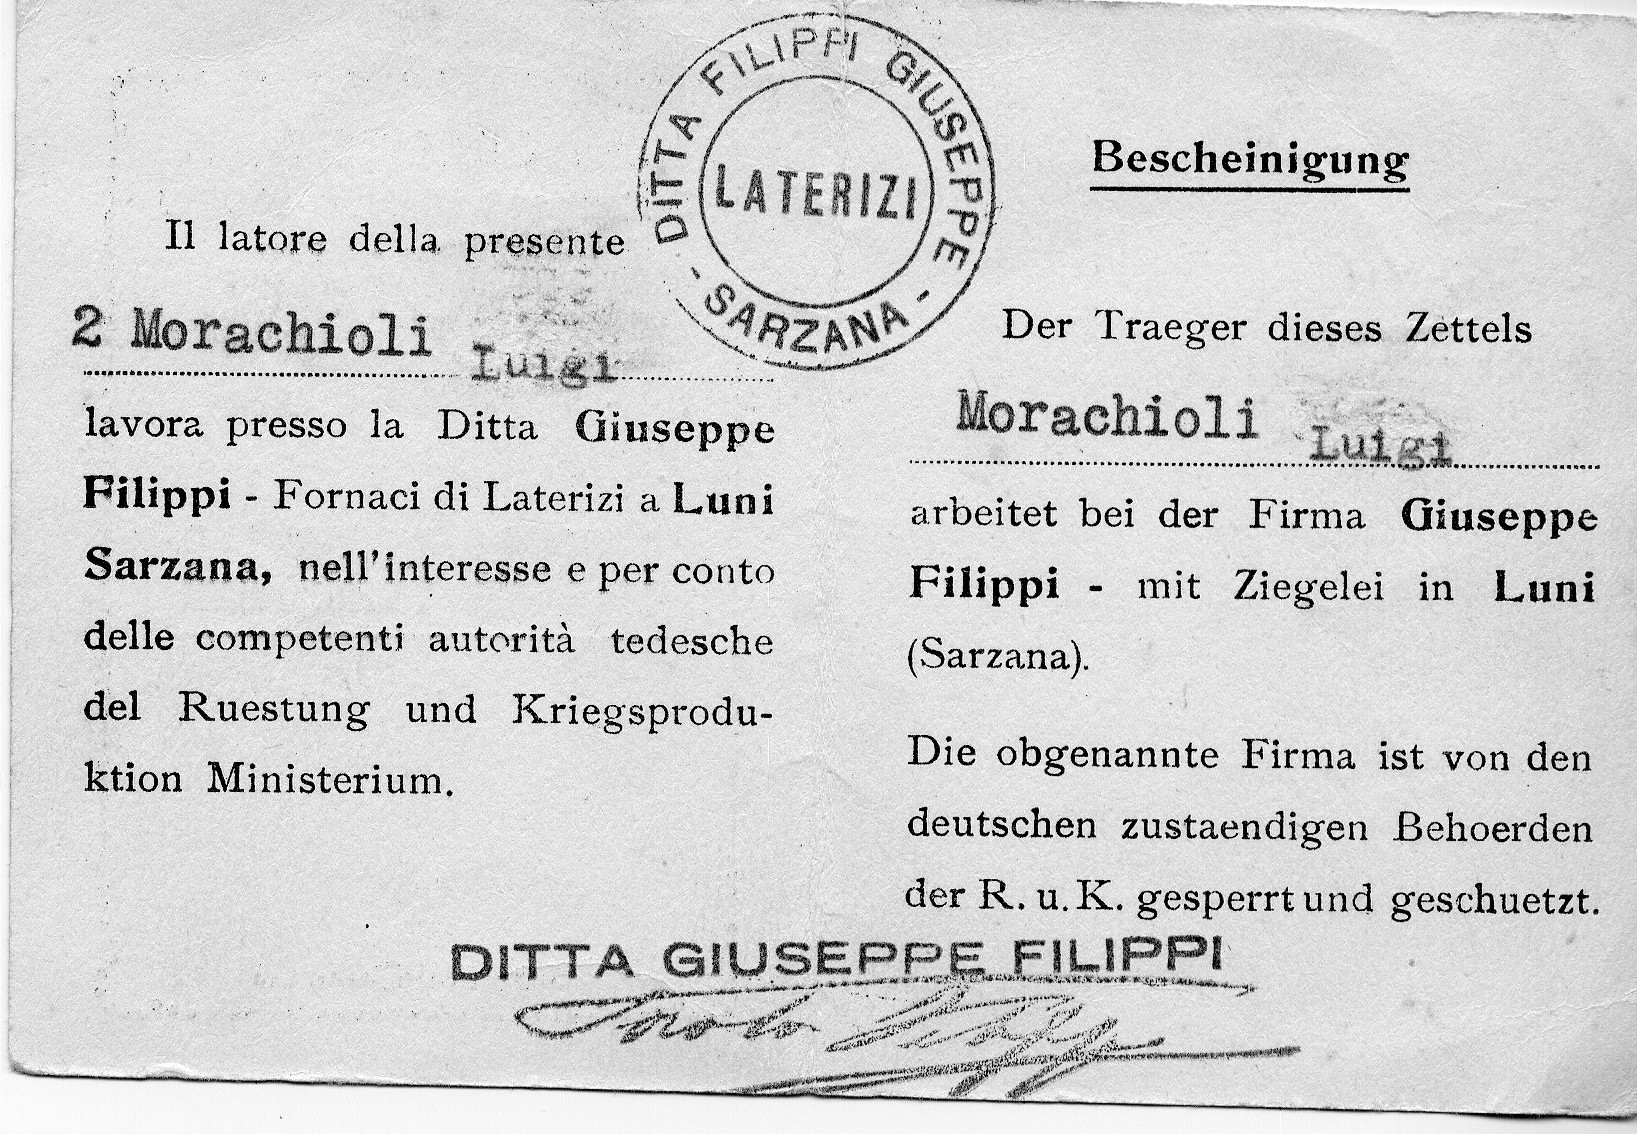 DITTA FILIPPI GIUSEPPE
LATERIZI
- SARZANA -
Il latore della presente
2 Morachioli Luigi
lavora presso la Ditta Giuseppe
Filippi - Fornaci di Laterizi a Luni
Sarzana, nell'interesse e per conto
delle competenti autorità tedesche
del Ruestung und Kriegsprodu-
ktion Ministerium.
Bescheinigung
Der Traeger dieses Zettels
Morachioli Luigi
arbeitet bei der Firma Giuseppe
Filippi - mit Ziegelei in Luni
(Sarzana).
Die obgenannte Firma ist von den
deutschen zustaendigen Behoerden
der R. u. K. gesperrt und geschuetzt.
DITTA GIUSEPPE FILIPPI